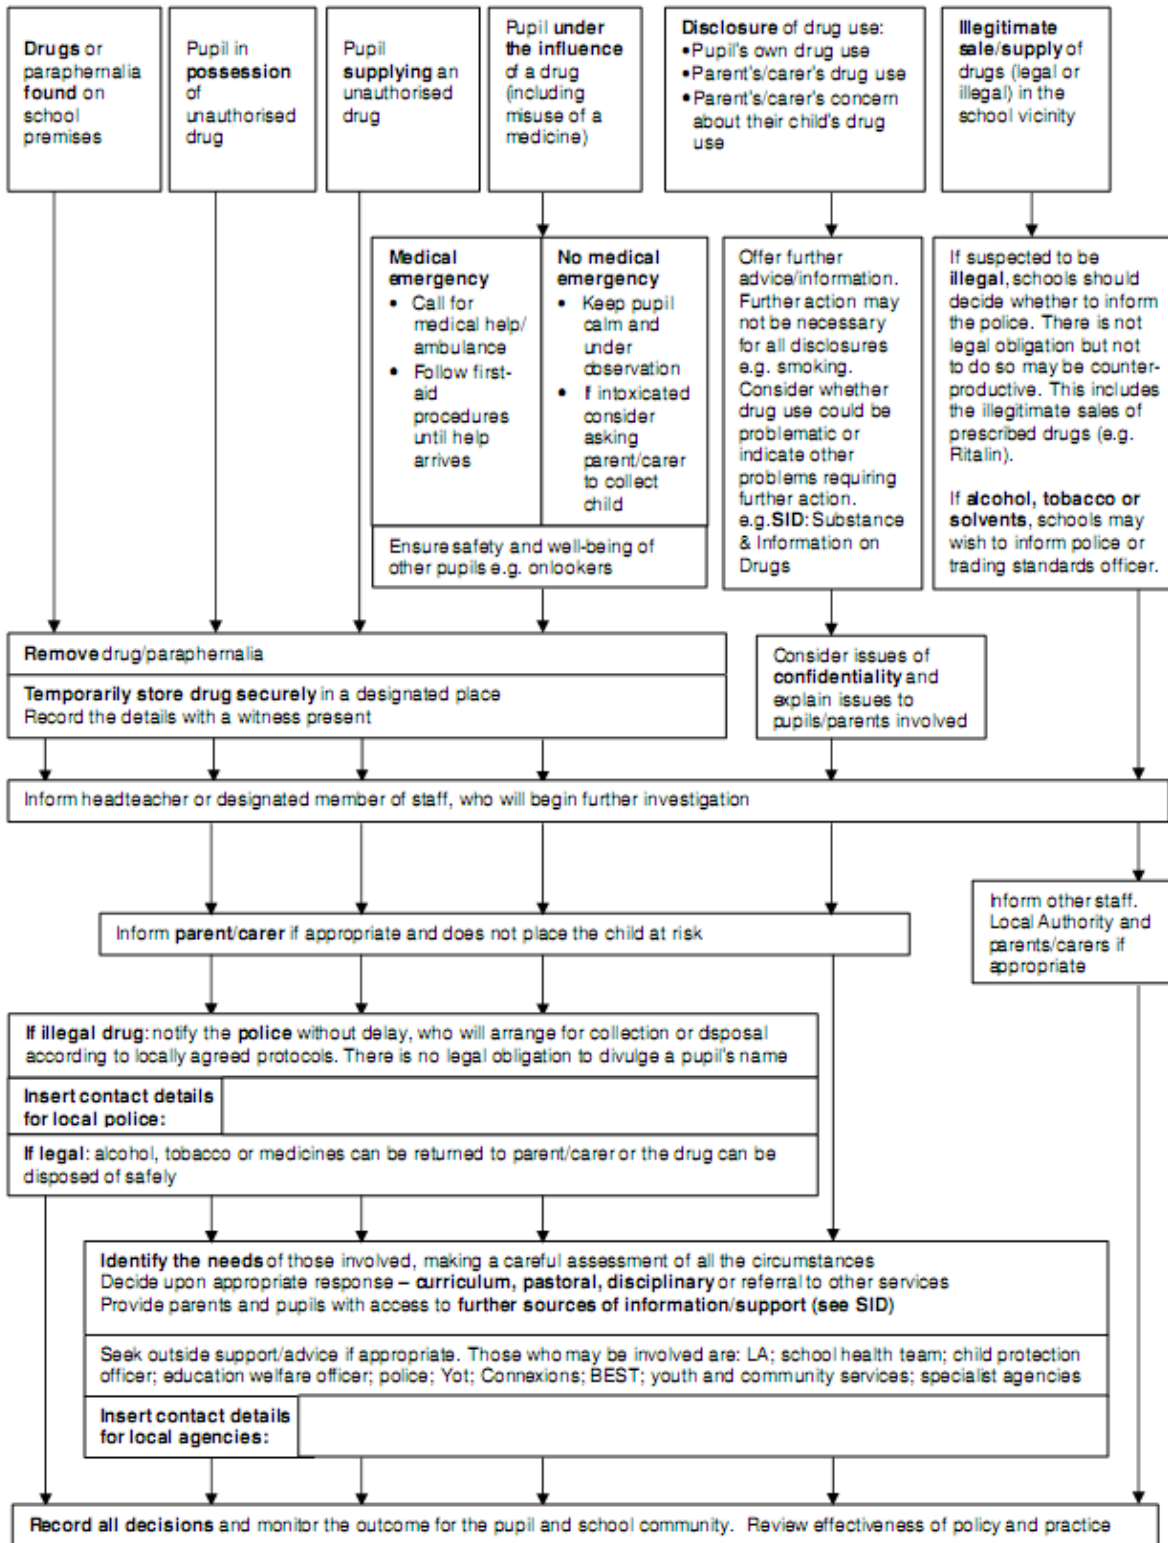 Drugs or
paraphernalia
found on
school
premises
Pupil in
possession
of
unauthorised
drug
Pupil
supplying an
unauthorised
drug
Pupil under
the influence
of a drug
(including
misuse of a
medicine)
Disclosure of drug use:
•Pupil's own drug use
•Parent's/carer's drug use
•Parent's/carer's concern
about their child's drug
use
Illegitimate
sale/supply of
drugs (legal or
illegal) in the
school vicinity
Medical
emergency
• Call for
medical help/
ambulance
• Follow first-
aid
procedures
until help
arrives
No medical
emergency
• Keep pupil
calm and
under
observation
• If intoxicated
consider
asking
parent/carer
to collect
child
Ensure safety and well-being of
other pupils e.g. onlookers
Offer further
advice/information.
Further action may
not be necessary
for all disclosures
e.g. smoking.
Consider whether
drug use could be
problematic or
indicate other
problems requiring
further action.
e.g.SID: Substance
& Information on
Drugs
If suspected to be
illegal, schools should
decide whether to inform
the police. There is not
legal obligation but not
to do so may be counter-
productive. This includes
the illegitimate sales of
prescribed drugs (e.g.
Ritalin).
If alcohol, tobacco or
solvents, schools may
wish to inform police or
trading standards officer.
Remove drug/paraphernalia
Temporarily store drug securely in a designated place
Record the details with a witness present
Consider issues of
confidentiality and
explain issues to
pupils/parents involved
Inform headteacher or designated member of staff, who will begin further investigation
Inform parent/carer if appropriate and does not place the child at risk
Inform other staff.
Local Authority and
parents/carers if
appropriate
If illegal drug: notify the police without delay, who will arrange for collection or disposal
according to locally agreed protocols. There is no legal obligation to divulge a pupil's name
Insert contact details
for local police:
If legal: alcohol, tobacco or medicines can be returned to parent/carer or the drug can be
disposed of safely
Identify the needs of those involved, making a careful assessment of all the circumstances
Decide upon appropriate response – curriculum, pastoral, disciplinary or referral to other services
Provide parents and pupils with access to further sources of information/support (see SID)
Seek outside support/advice if appropriate. Those who may be involved are: LA; school health team; child protection
officer; education welfare officer; police; Yot; Connexions; BEST; youth and community services; specialist agencies
Insert contact details
for local agencies:
Record all decisions and monitor the outcome for the pupil and school community. Review effectiveness of policy and practice